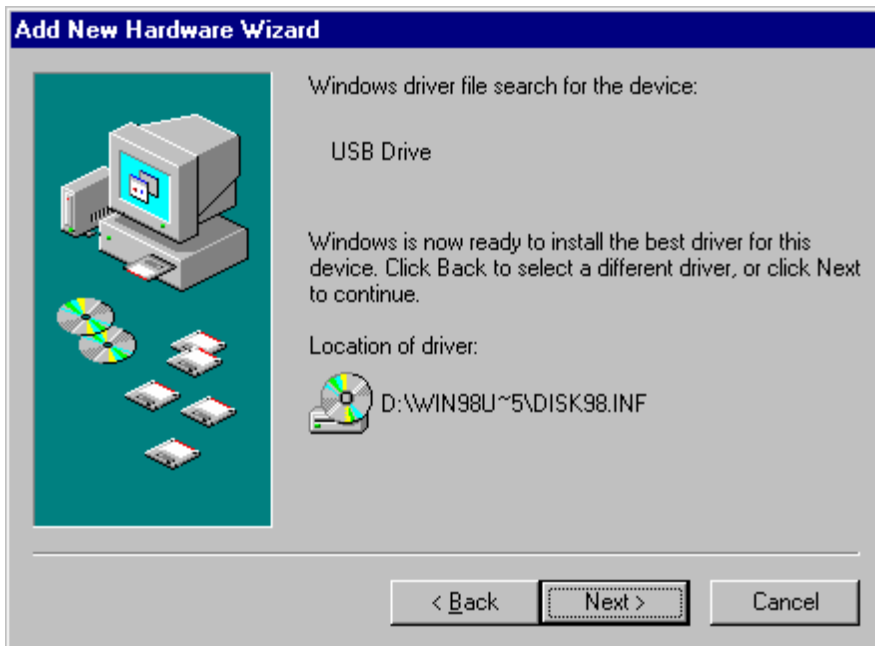 Add New Hardware Wizard
Windows driver file search for the device:
USB Drive
Windows is now ready to install the best driver for this
device. Click Back to select a different driver, or click Next
to continue.
Location of driver:
D:\WIN98U~5\DISK98.INF
< Back
Next >
Cancel